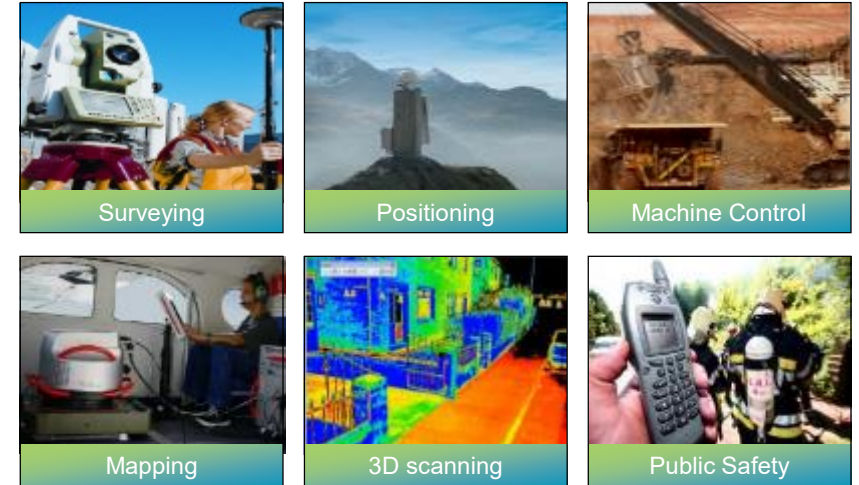 Surveying
Positioning
Machine Control
Mapping
3D scanning
Public Safety